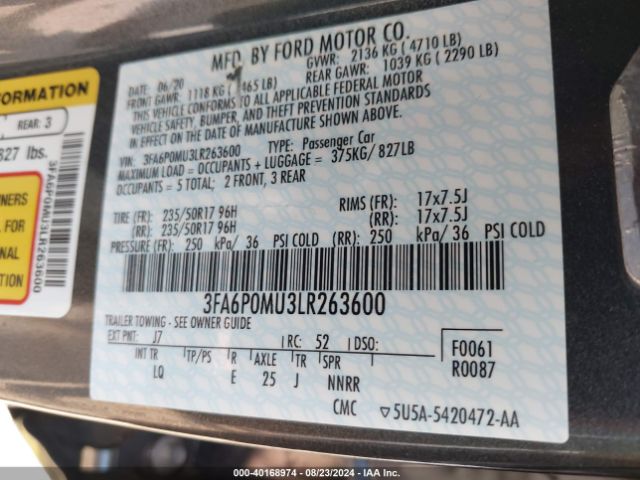 MFD. BY FORD MOTOR CO.
DATE: 06/20 GVWR: 2136 KG ( 4710 LB)
FRONT GAWR: 1118 KG ( 465 LB) REAR GAWR: 1039 KG ( 2290 LB)
THIS VEHICLE CONFORMS TO ALL APPLICABLE FEDERAL MOTOR
VEHICLE SAFETY, BUMPER, AND THEFT PREVENTION STANDARDS
IN EFFECT ON THE DATE OF MANUFACTURE SHOWN ABOVE.
VIN: 3FA6P0MU3LR263600 TYPE: Passenger Car
MAXIMUM LOAD = OCCUPANTS + LUGGAGE = 375KG/ 827LB
OCCUPANTS = 5 TOTAL: 2 FRONT, 3 REAR
TIRE (FR): 235/50R17 96H RIMS (FR): 17x7.5J
(RR): 235/50R17 96H (RR): 17x7.5J
PRESSURE (FR): 250 kPa/ 36 PSI COLD (RR): 250 kPa/ 36 PSI COLD
3FA6P0MU3LR263600
TRAILER TOWING - SEE OWNER GUIDE
EXT PNT: J7 RC: 52 DSO: F0061
INT TR TP/PS R AXLE TR SPR R0087
LQ E 25 J NNRR
CMC 5U5A-5420472-AA
FORMATION
REAR: 3
827 lbs.
3FA6P0MU3LR263600
NERS
FOR
NAL
ION
000-40168974 - 08/23/2024 - IAA Inc.